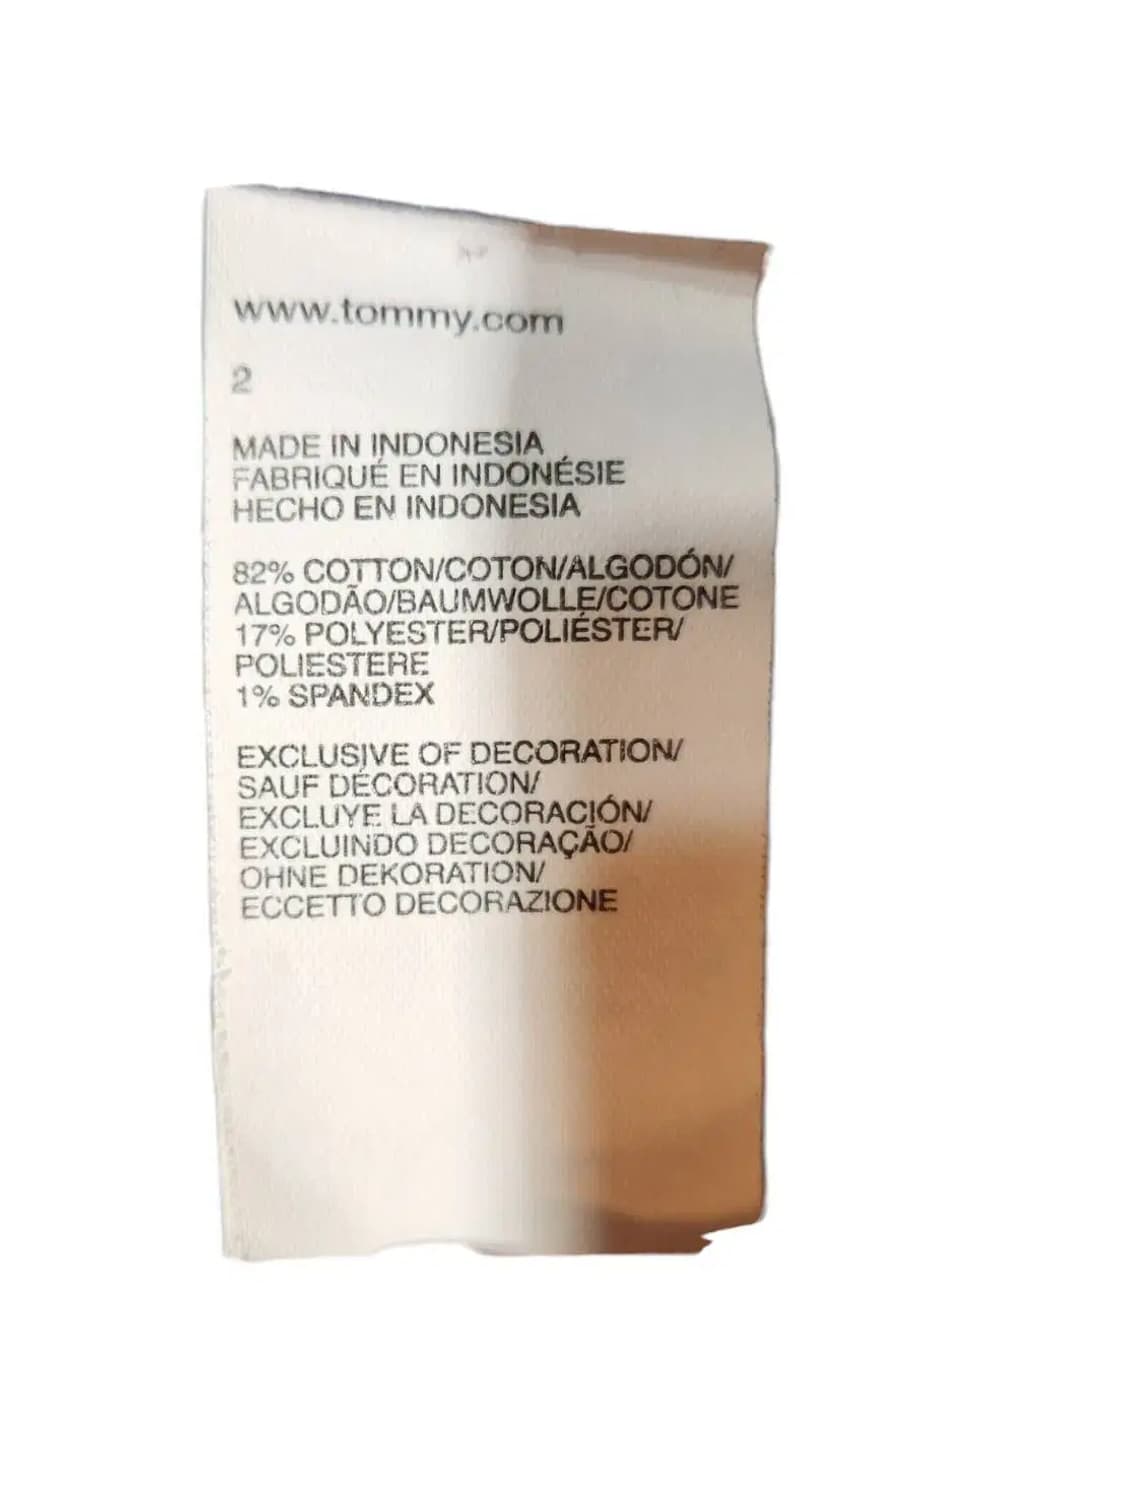 www.tommy.com
2
MADE IN INDONESIA
FABRIQUÉ EN INDONÉSIE
HECHO EN INDONESIA
82% COTTON/COTON/ALGODÓN/
ALGODÃO/BAUMWOLLE/COTONE
17% POLYESTER/POLIÉSTER/
POLIESTERE
1% SPANDEX
EXCLUSIVE OF DECORATION/
SAUF DÉCORATION/
EXCLUYE LA DECORACIÓN/
EXCLUINDO DECORAÇÃO/
OHNE DEKORATION/
ECCETTO DECORAZIONE